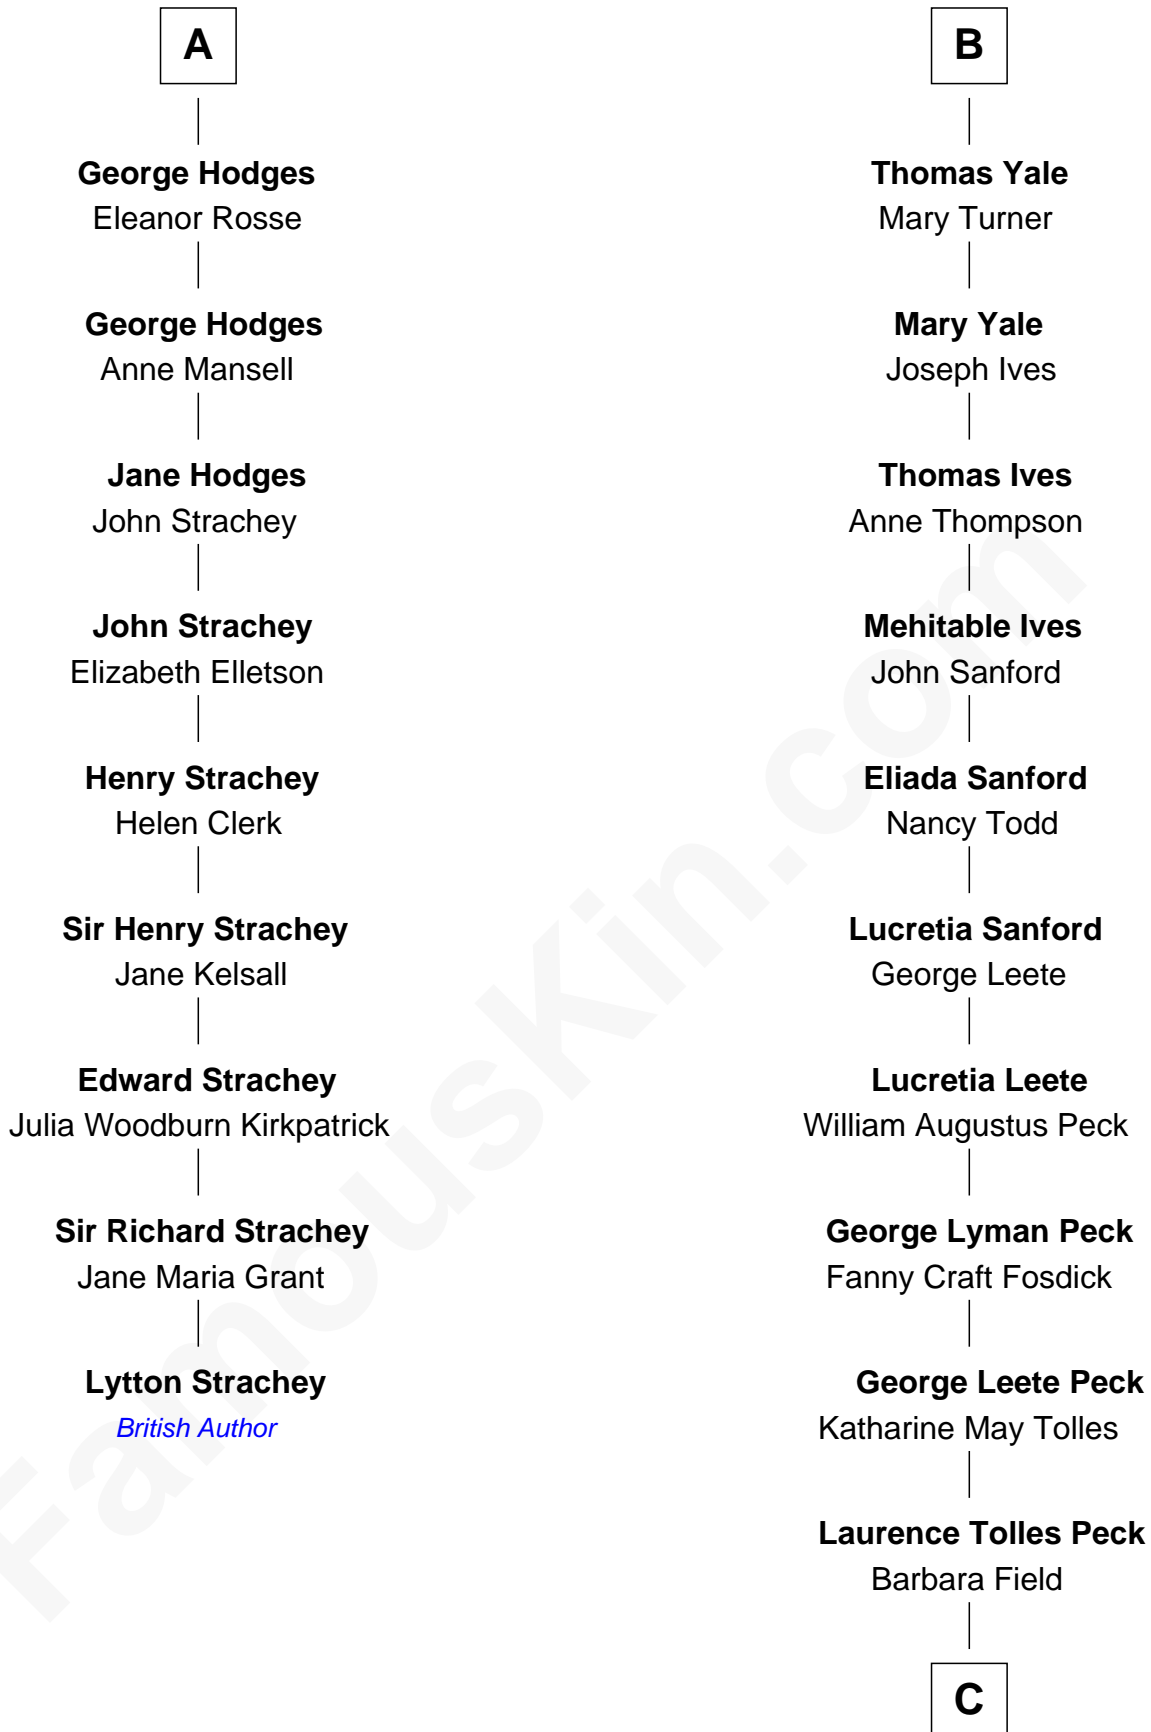 A
George Hodges
Eleanor Rosse
George Hodges
Anne Mansell
Jane Hodges
John Strachey
John Strachey
Elizabeth Elletson
Henry Strachey
Helen Clerk
Sir Henry Strachey
Jane Kelsall
Edward Strachey
Julia Woodburn Kirkpatrick
Sir Richard Strachey
Jane Maria Grant
Lytton Strachey
British Author
B
Thomas Yale
Mary Turner
Mary Yale
Joseph Ives
Thomas Ives
Anne Thompson
Mehitable Ives
John Sanford
Eliada Sanford
Nancy Todd
Lucretia Sanford
George Leete
Lucretia Leete
William Augustus Peck
George Lyman Peck
Fanny Craft Fosdick
George Leete Peck
Katharine May Tolles
Laurence Tolles Peck
Barbara Field
C
FamousKin.com